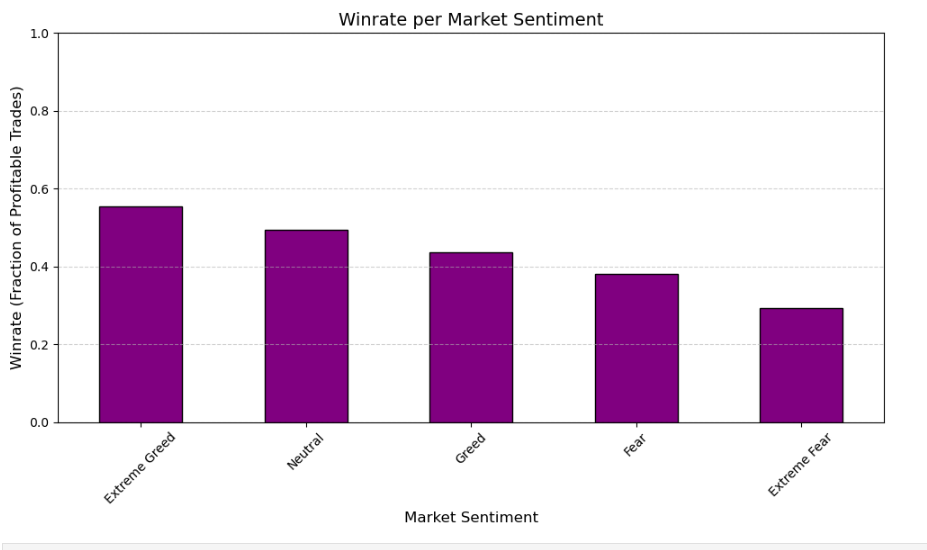 Winrate per Market Sentiment
Winrate (Fraction of Profitable Trades)
1.0
0.8
0.6
0.4
0.2
0.0
Extreme Greed
Neutral
Greed
Fear
Extreme Fear
Market Sentiment